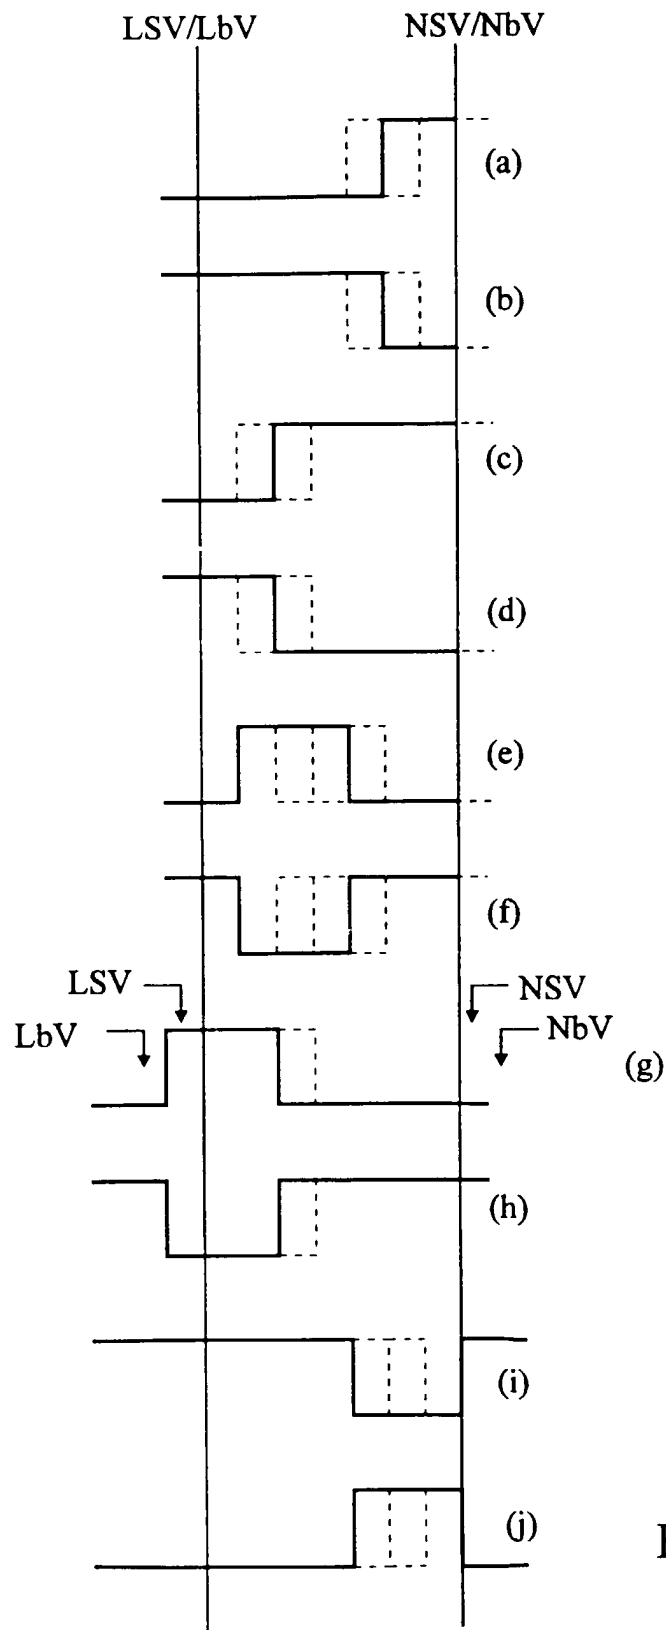 LSV/LbV NSV/NbV
(a)
(b)
(c)
(d)
(e)
(f)
LSV NSV
LbV NbV
(g)
(h)
(i)
(j)